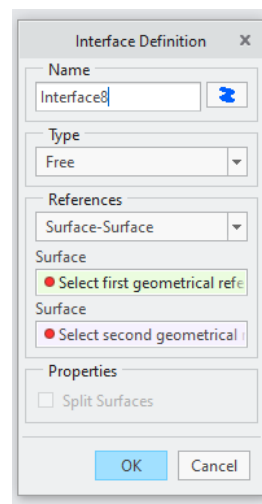 Interface Definition
Name
Interface8
Type
Free
References
Surface-Surface
Surface
Select first geometrical refe
Surface
Select second geometrical
Properties
Split Surfaces
OK Cancel